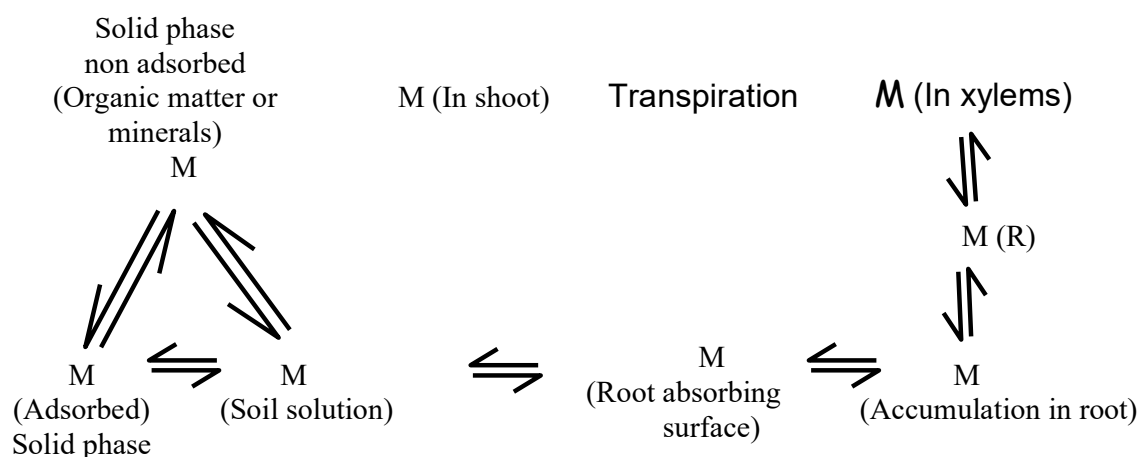 Solid phase
non adsorbed
(Organic matter or
minerals)
M
M (In shoot)
Transpiration
M (In xylems)
M (R)
M
(Adsorbed)
Solid phase
M
(Soil solution)
M
(Root absorbing
surface)
M
(Accumulation in root)